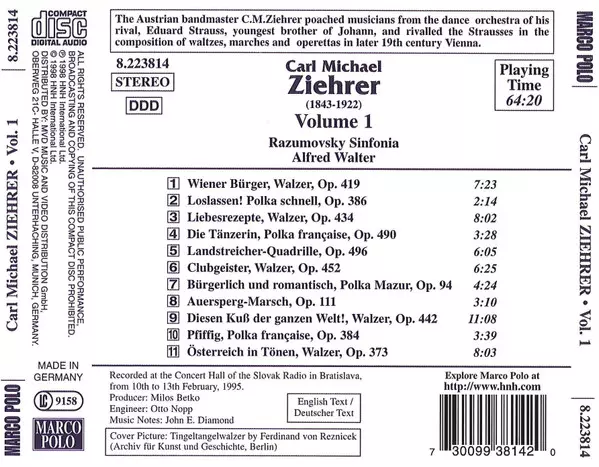 COMPACT
disc
DIGITAL AUDIO
The Austrian bandmaster C.M.Ziehrer poached musicians from the dance orchestra of his
rival, Eduard Strauss, youngest brother of Johann, and rivalled the Strausses in the
composition of waltzes, marches and operettas in later 19th century Vienna.
8.223814
STEREO
DDD
Carl Michael
Ziehrer
(1843-1922)
Volume 1
Razumovsky Sinfonia
Alfred Walter
Playing
Time
64:20
1 Wiener Bürger, Walzer, Op. 419 7:23
2 Loslassen! Polka schnell, Op. 386 2:14
3 Liebesrezepte, Walzer, Op. 434 8:02
4 Die Tänzerin, Polka française, Op. 490 3:28
5 Landstreicher-Quadrille, Op. 496 6:05
6 Clubgeister, Walzer, Op. 452 6:25
7 Bürgerlich und romantisch, Polka Mazur, Op. 94 4:24
8 Auersperg-Marsch, Op. 111 3:10
9 Diesen Kuß der ganzen Welt!, Walzer, Op. 442 11:08
10 Pfiffig, Polka française, Op. 384 3:39
11 Österreich in Tönen, Walzer, Op. 373 8:03
Recorded at the Concert Hall of the Slovak Radio in Bratislava,
from 10th to 13th February, 1995.
Producer: Milos Betko
Engineer: Otto Nopp
Music Notes: John E. Diamond
English Text /
Deutscher Text
Cover Picture: Tingeltangelwalzer by Ferdinand von Reznicek
(Archiv für Kunst und Geschichte, Berlin)
Explore Marco Polo at
http://www.hnh.com
7 30099 38142 0
ALL RIGHTS RESERVED. UNAUTHORISED PUBLIC PERFORMANCE,
BROADCASTING AND COPYING OF THIS COMPACT DISC PROHIBITED.
℗ 1998 HNH International Ltd.
© 1998 HNH International Ltd.
DISTRIBUTED BY: MVD MUSIC AND VIDEO DISTRIBUTION GmbH,
OBERWEG 21C- HALLE V, D-82008 UNTERHACHING, MUNICH, GERMANY.
MADE IN
GERMANY
LC 9158
MARCO
POLO
MARCO POLO
Carl Michael ZIEHRER • Vol. 1
8.223814
MARCO POLO
Carl Michael ZIEHRER • Vol. 1
8.223814